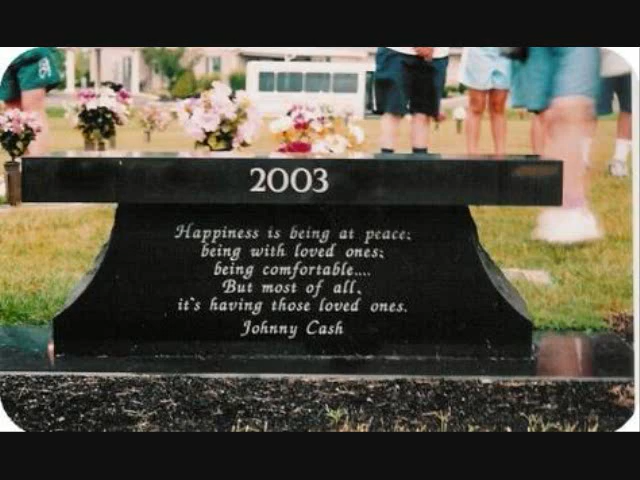 2003
Happiness is being at peace;
being with loved ones;
being comfortable....
But most of all,
it's having those loved ones.
Johnny Cash